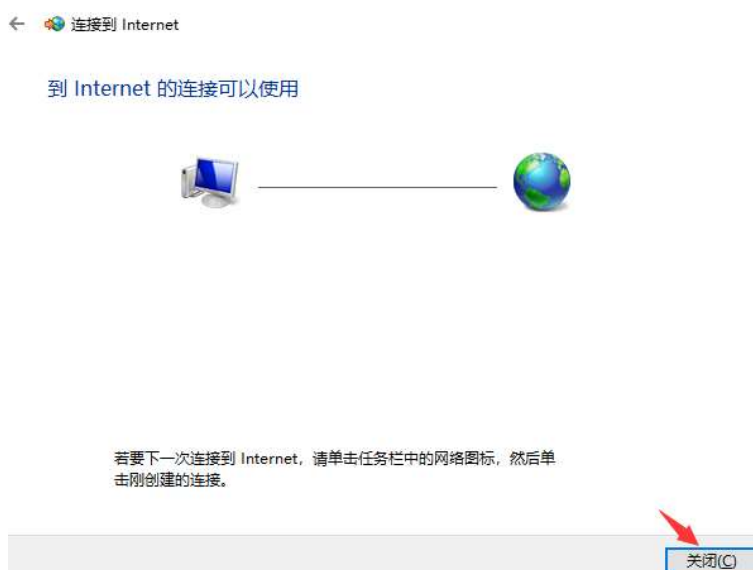 连接到 Internet
到 Internet 的连接可以使用
若要下一次连接到 Internet，请单击任务栏中的网络图标，然后单
击刚创建的连接。
关闭(C)